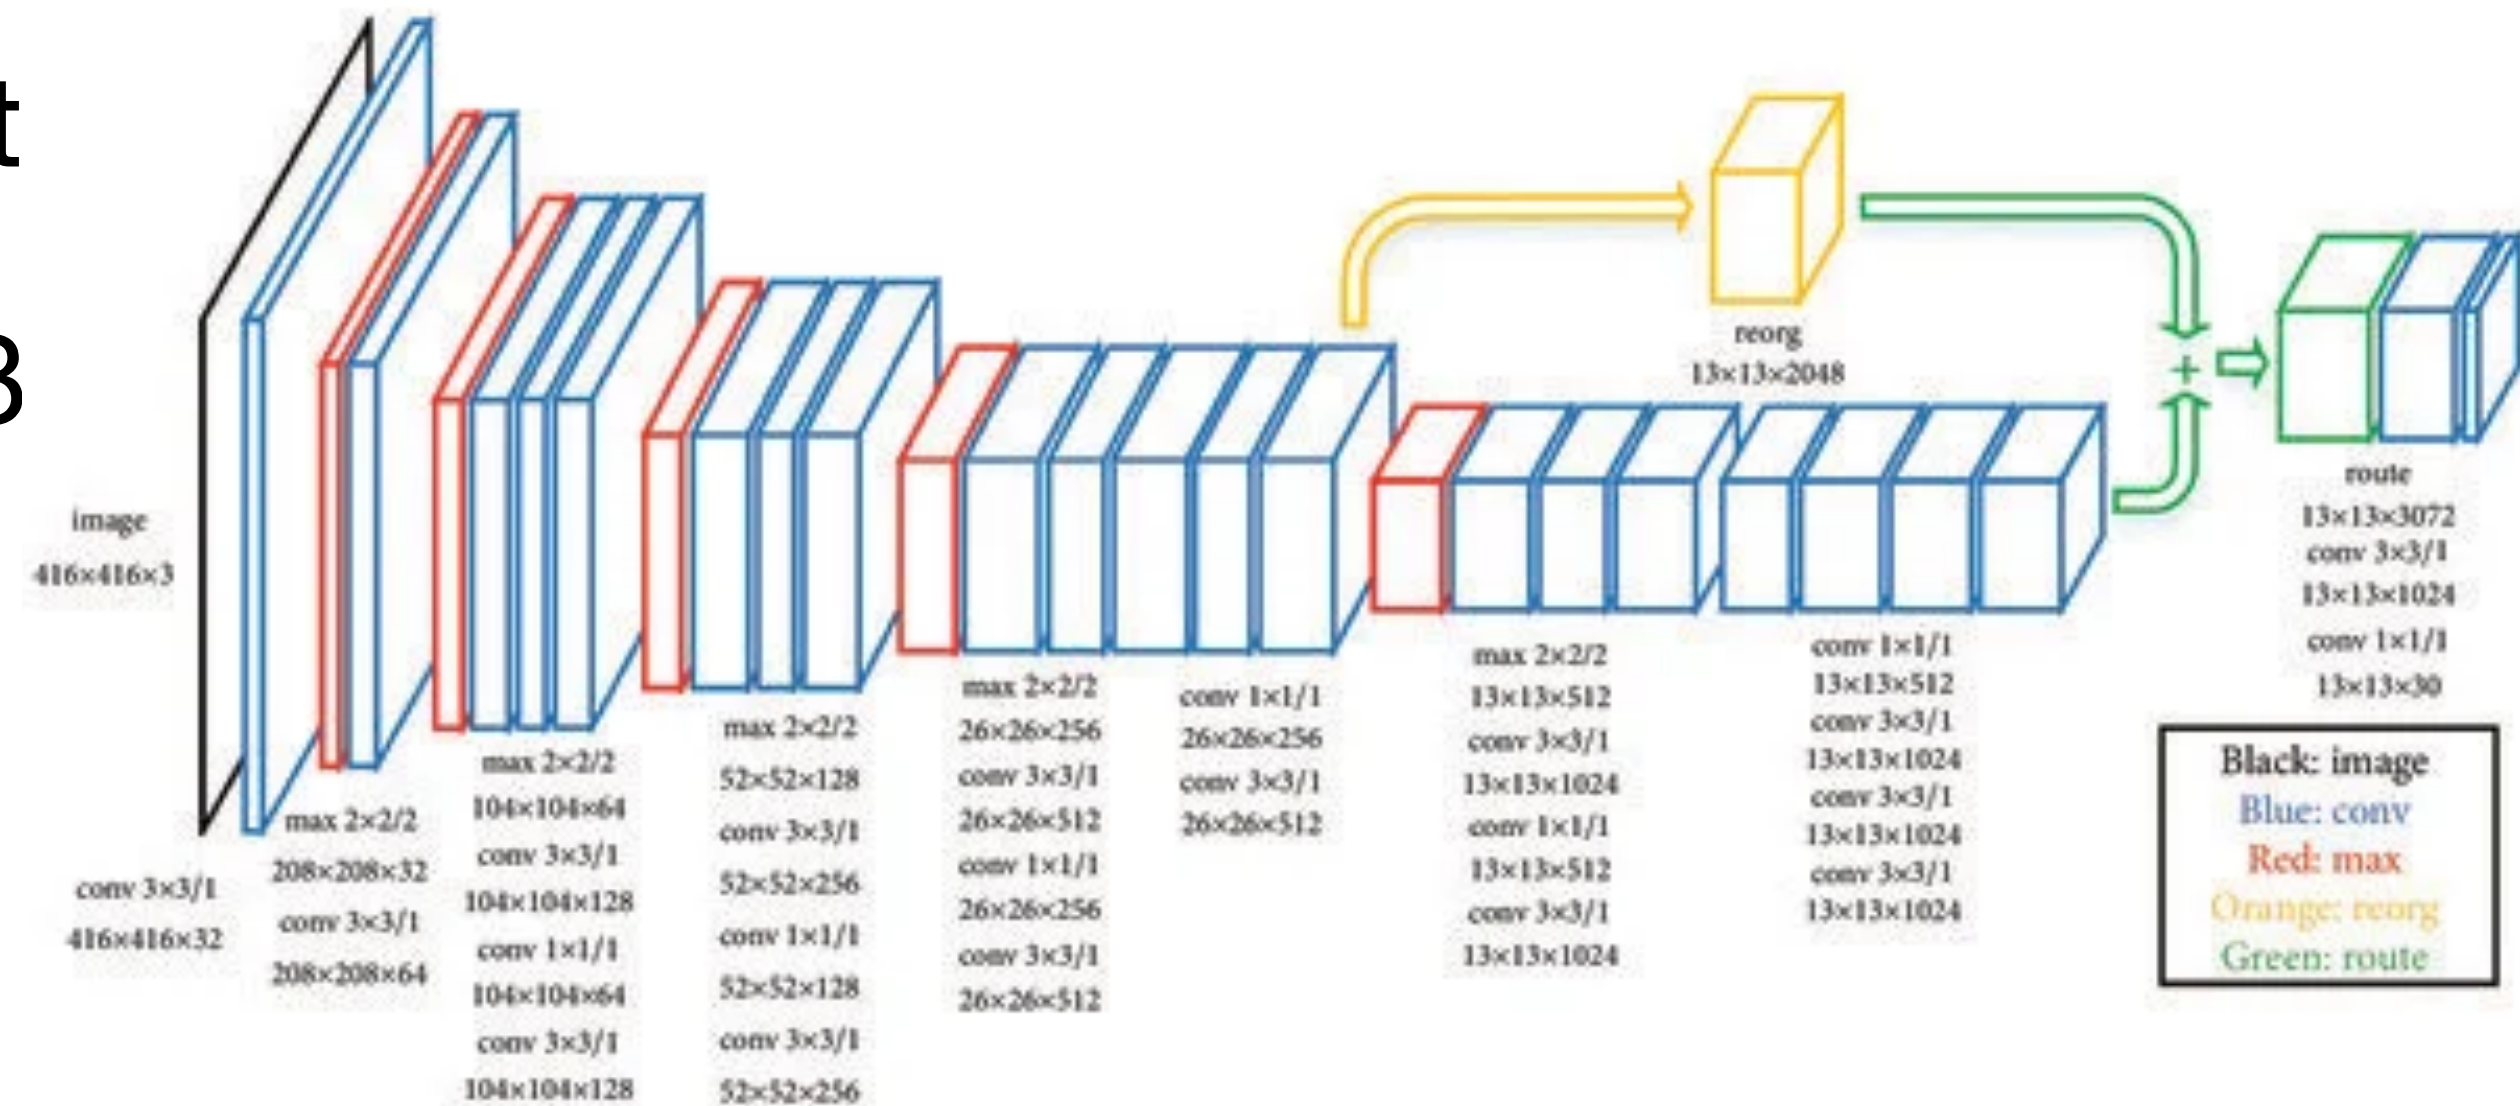 t
3
image
416×416×3
conv 3×3/1
416×416×32
max 2×2/2
208×208×32
conv 3×3/1
208×208×64
max 2×2/2
104×104×64
conv 3×3/1
104×104×128
conv 1×1/1
104×104×64
conv 3×3/1
104×104×128
max 2×2/2
52×52×128
conv 3×3/1
52×52×256
conv 1×1/1
52×52×128
conv 3×3/1
52×52×256
max 2×2/2
26×26×256
conv 3×3/1
26×26×512
conv 1×1/1
26×26×256
conv 3×3/1
26×26×512
conv 1×1/1
26×26×256
conv 3×3/1
26×26×512
reorg
13×13×2048
max 2×2/2
13×13×512
conv 3×3/1
13×13×1024
conv 1×1/1
13×13×512
conv 3×3/1
13×13×1024
conv 1×1/1
13×13×512
conv 3×3/1
13×13×1024
conv 3×3/1
13×13×1024
conv 3×3/1
13×13×1024
+
route
13×13×3072
conv 3×3/1
13×13×1024
conv 1×1/1
13×13×30
Black: image
Blue: conv
Red: max
Orange: reorg
Green: route